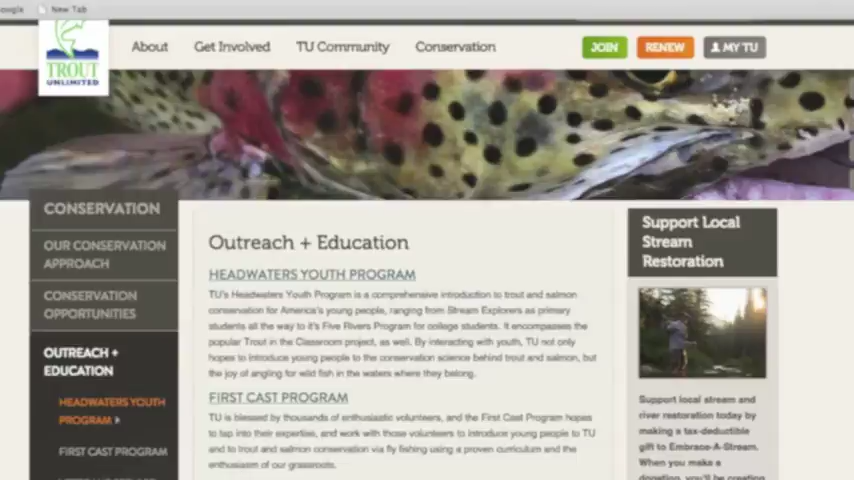 New Tab
About
Get Involved
TU Community
Conservation
JOIN
RENEW
MY TU
TROUT
UNLIMITED
CONSERVATION
OUR CONSERVATION
APPROACH
CONSERVATION
OPPORTUNITIES
OUTREACH +
EDUCATION
HEADWATERS YOUTH
PROGRAM
FIRST CAST PROGRAM
Outreach + Education
HEADWATERS YOUTH PROGRAM
TU's Headwaters Youth Program is a comprehensive introduction to trout and salmon
conservation for America's young people, ranging from Stream Explorers as primary
students all the way to it's Five Rivers Program for college students. It encompasses the
popular Trout in the Classroom project, as well. By interacting with youth, TU not only
hopes to introduce young people to the conservation science behind trout and salmon, but
the joy of angling for wild fish in the waters where they belong.
FIRST CAST PROGRAM
TU is blessed by thousands of enthusiastic volunteers, and the First Cast Program hopes
to tap into their expertise, and work with those volunteers to introduce young people to TU
and to trout and salmon conservation via fly fishing using a proven curriculum and the
enthusiasm of our grassroots.
Support Local
Stream
Restoration
Support local stream and
river restoration today by
making a tax-deductible
gift to Embrace-A-Stream.
When you make a
donation, you'll be creating